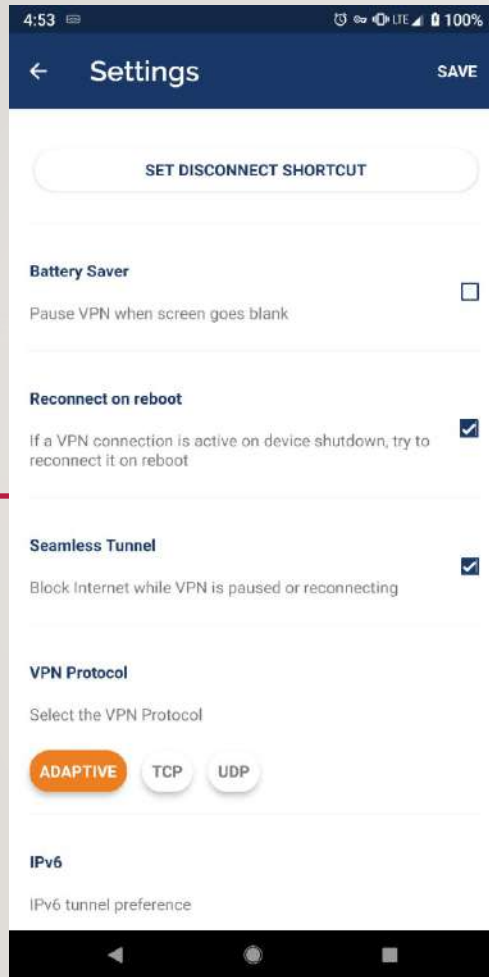 4:53 LTE 100%
Settings SAVE
SET DISCONNECT SHORTCUT
Battery Saver
Pause VPN when screen goes blank
Reconnect on reboot
If a VPN connection is active on device shutdown, try to
reconnect it on reboot
Seamless Tunnel
Block Internet while VPN is paused or reconnecting
VPN Protocol
Select the VPN Protocol
ADAPTIVE TCP UDP
IPv6
IPv6 tunnel preference